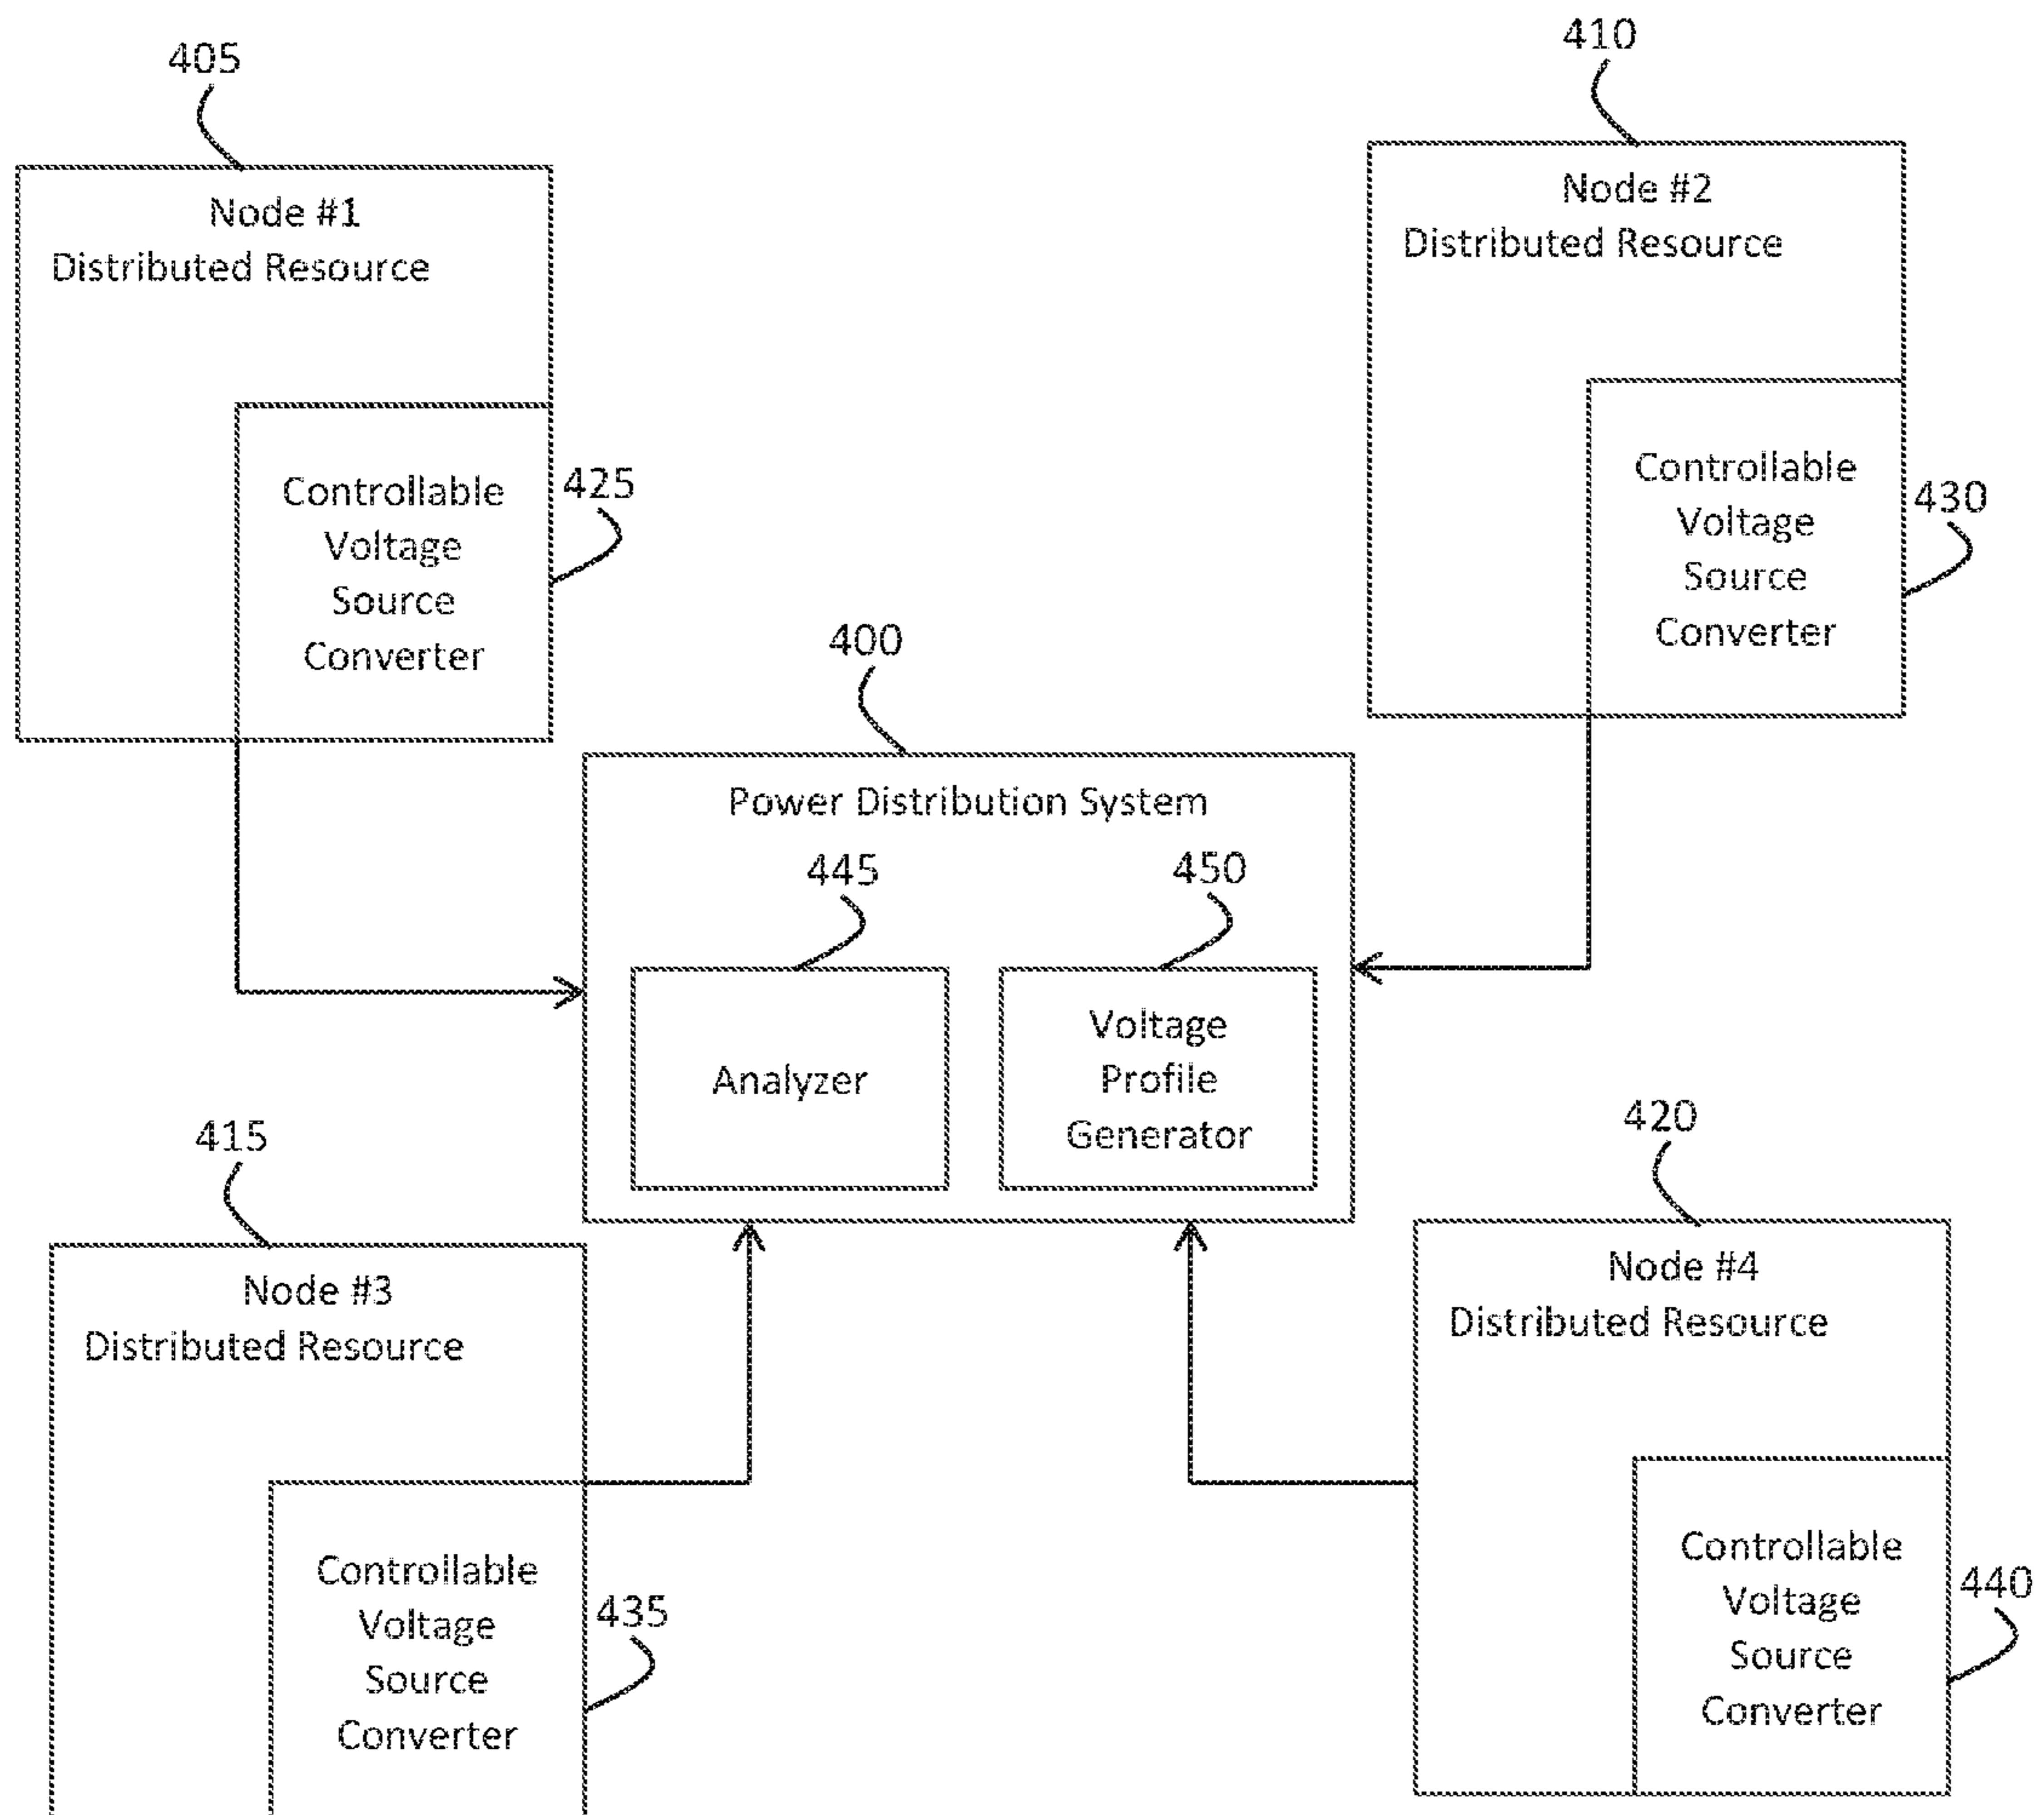 405
Node #1
Distributed Resource
Controllable
Voltage
Source
Converter
425
410
Node #2
Distributed Resource
Controllable
Voltage
Source
Converter
430
400
Power Distribution System
445
Analyzer
450
Voltage
Profile
Generator
415
Node #3
Distributed Resource
Controllable
Voltage
Source
Converter
435
420
Node #4
Distributed Resource
Controllable
Voltage
Source
Converter
440